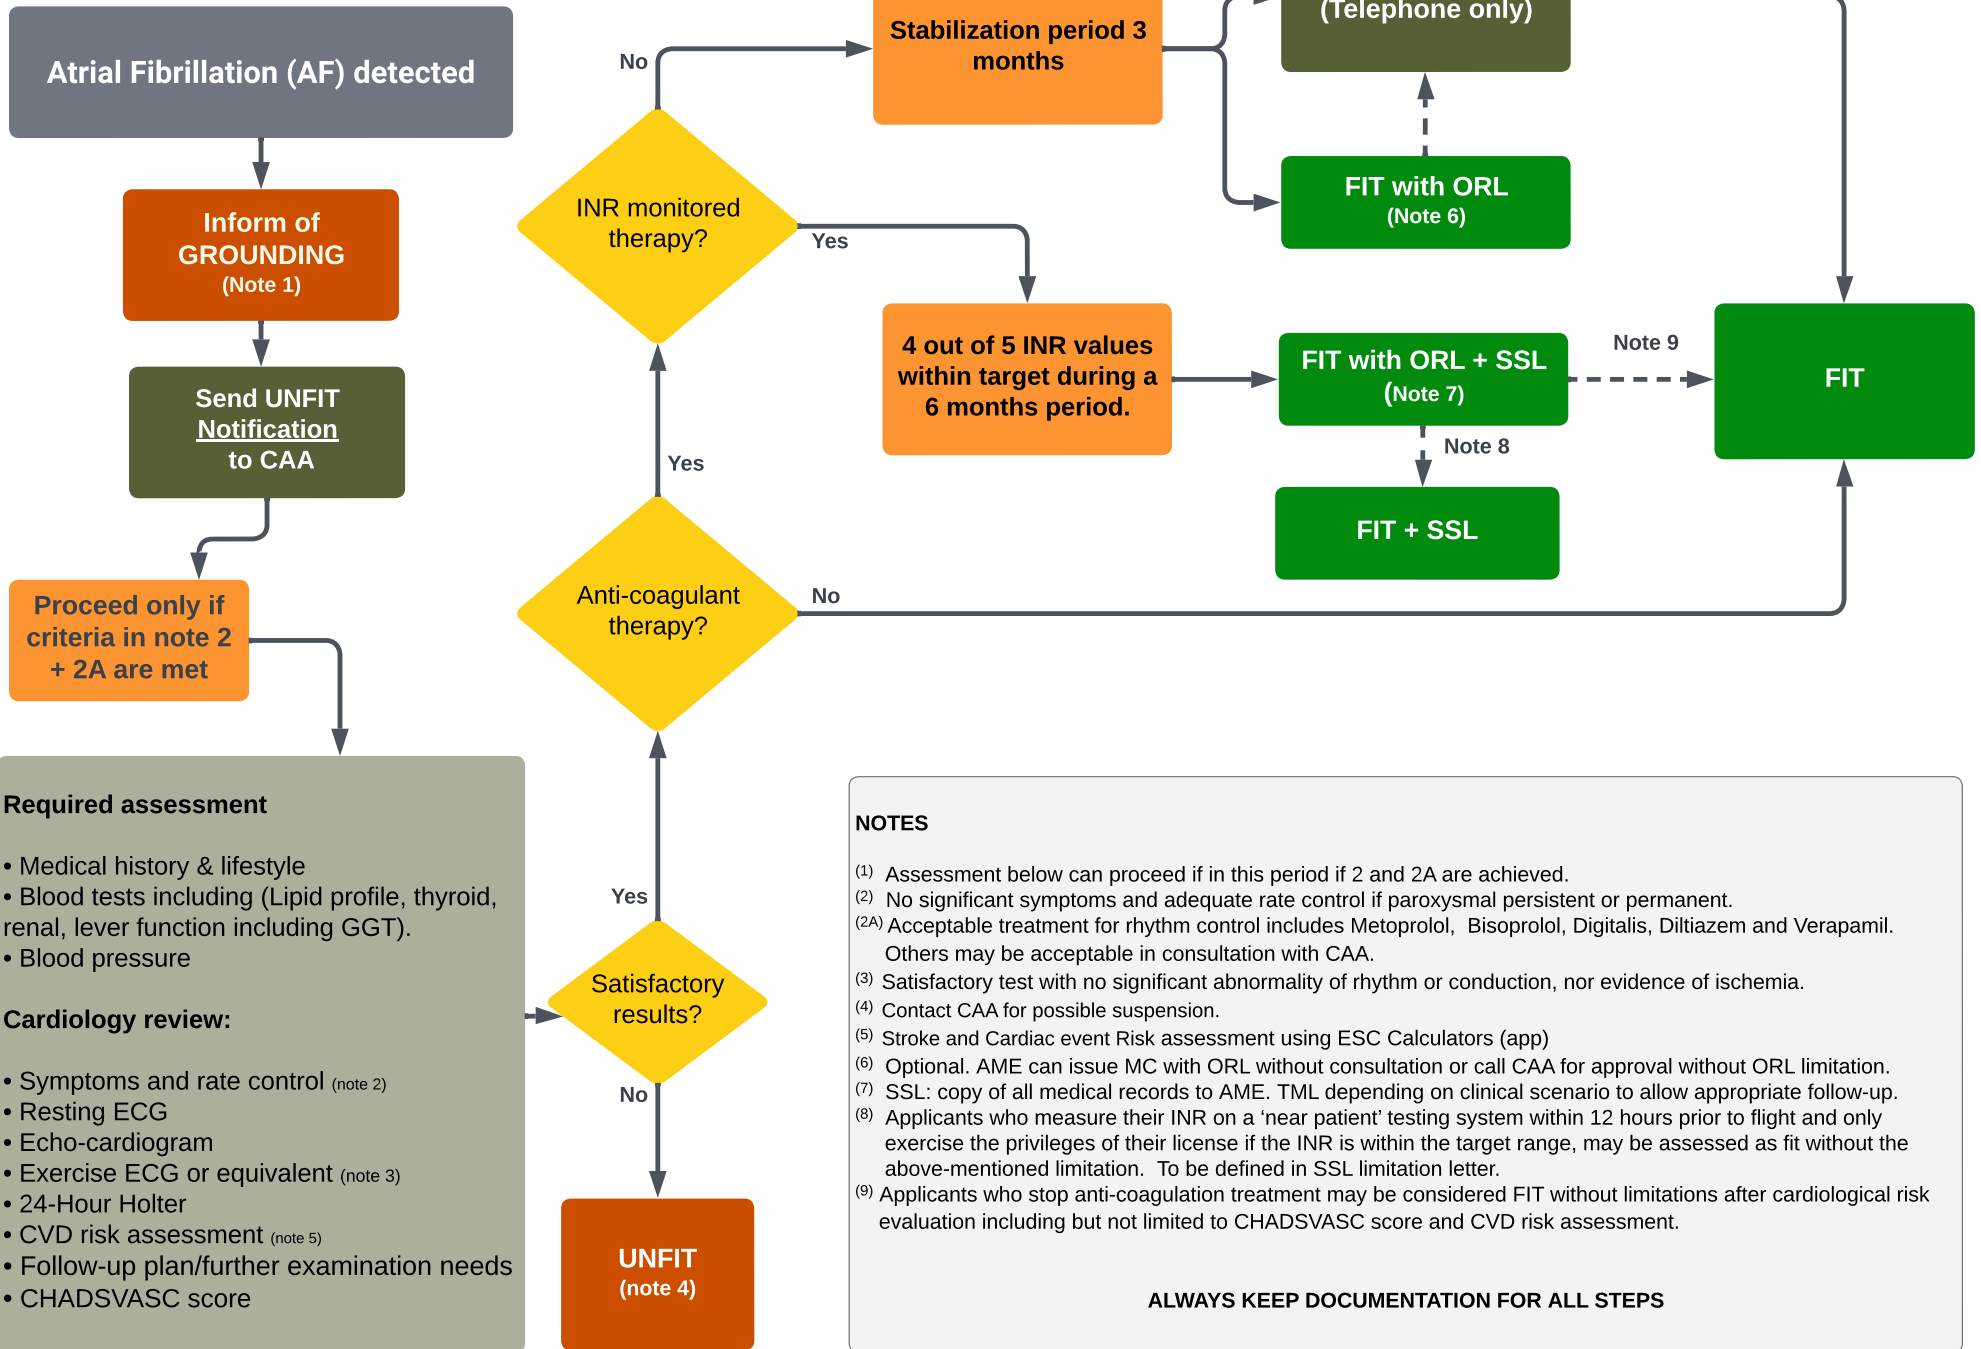 Atrial Fibrillation (AF) detected
Inform of
GROUNDING
(Note 1)
Send UNFIT
Notification
to CAA
Proceed only if
criteria in note 2
+ 2A are met
Required assessment
• Medical history & lifestyle
• Blood tests including (Lipid profile, thyroid,
renal, lever function including GGT).
• Blood pressure
Cardiology review:
• Symptoms and rate control (note 2)
• Resting ECG
• Echo-cardiogram
• Exercise ECG or equivalent (note 3)
• 24-Hour Holter
• CVD risk assessment (note 5)
• Follow-up plan/further examination needs
• CHADSVASC score
Satisfactory
results?
Yes
No
UNFIT
(note 4)
Anti-coagulant
therapy?
Yes
No
INR monitored
therapy?
No
Yes
Stabilization period 3
months
(Telephone only)
FIT with ORL
(Note 6)
4 out of 5 INR values
within target during a
6 months period.
FIT with ORL + SSL
(Note 7)
Note 9
Note 8
FIT + SSL
FIT
NOTES
(1) Assessment below can proceed if in this period if 2 and 2A are achieved.
(2) No significant symptoms and adequate rate control if paroxysmal persistent or permanent.
(2A) Acceptable treatment for rhythm control includes Metoprolol, Bisoprolol, Digitalis, Diltiazem and Verapamil.
Others may be acceptable in consultation with CAA.
(3) Satisfactory test with no significant abnormality of rhythm or conduction, nor evidence of ischemia.
(4) Contact CAA for possible suspension.
(5) Stroke and Cardiac event Risk assessment using ESC Calculators (app)
(6) Optional. AME can issue MC with ORL without consultation or call CAA for approval without ORL limitation.
(7) SSL: copy of all medical records to AME. TML depending on clinical scenario to allow appropriate follow-up.
(8) Applicants who measure their INR on a ‘near patient’ testing system within 12 hours prior to flight and only
exercise the privileges of their license if the INR is within the target range, may be assessed as fit without the
above-mentioned limitation. To be defined in SSL limitation letter.
(9) Applicants who stop anti-coagulation treatment may be considered FIT without limitations after cardiological risk
evaluation including but not limited to CHADSVASC score and CVD risk assessment.
ALWAYS KEEP DOCUMENTATION FOR ALL STEPS